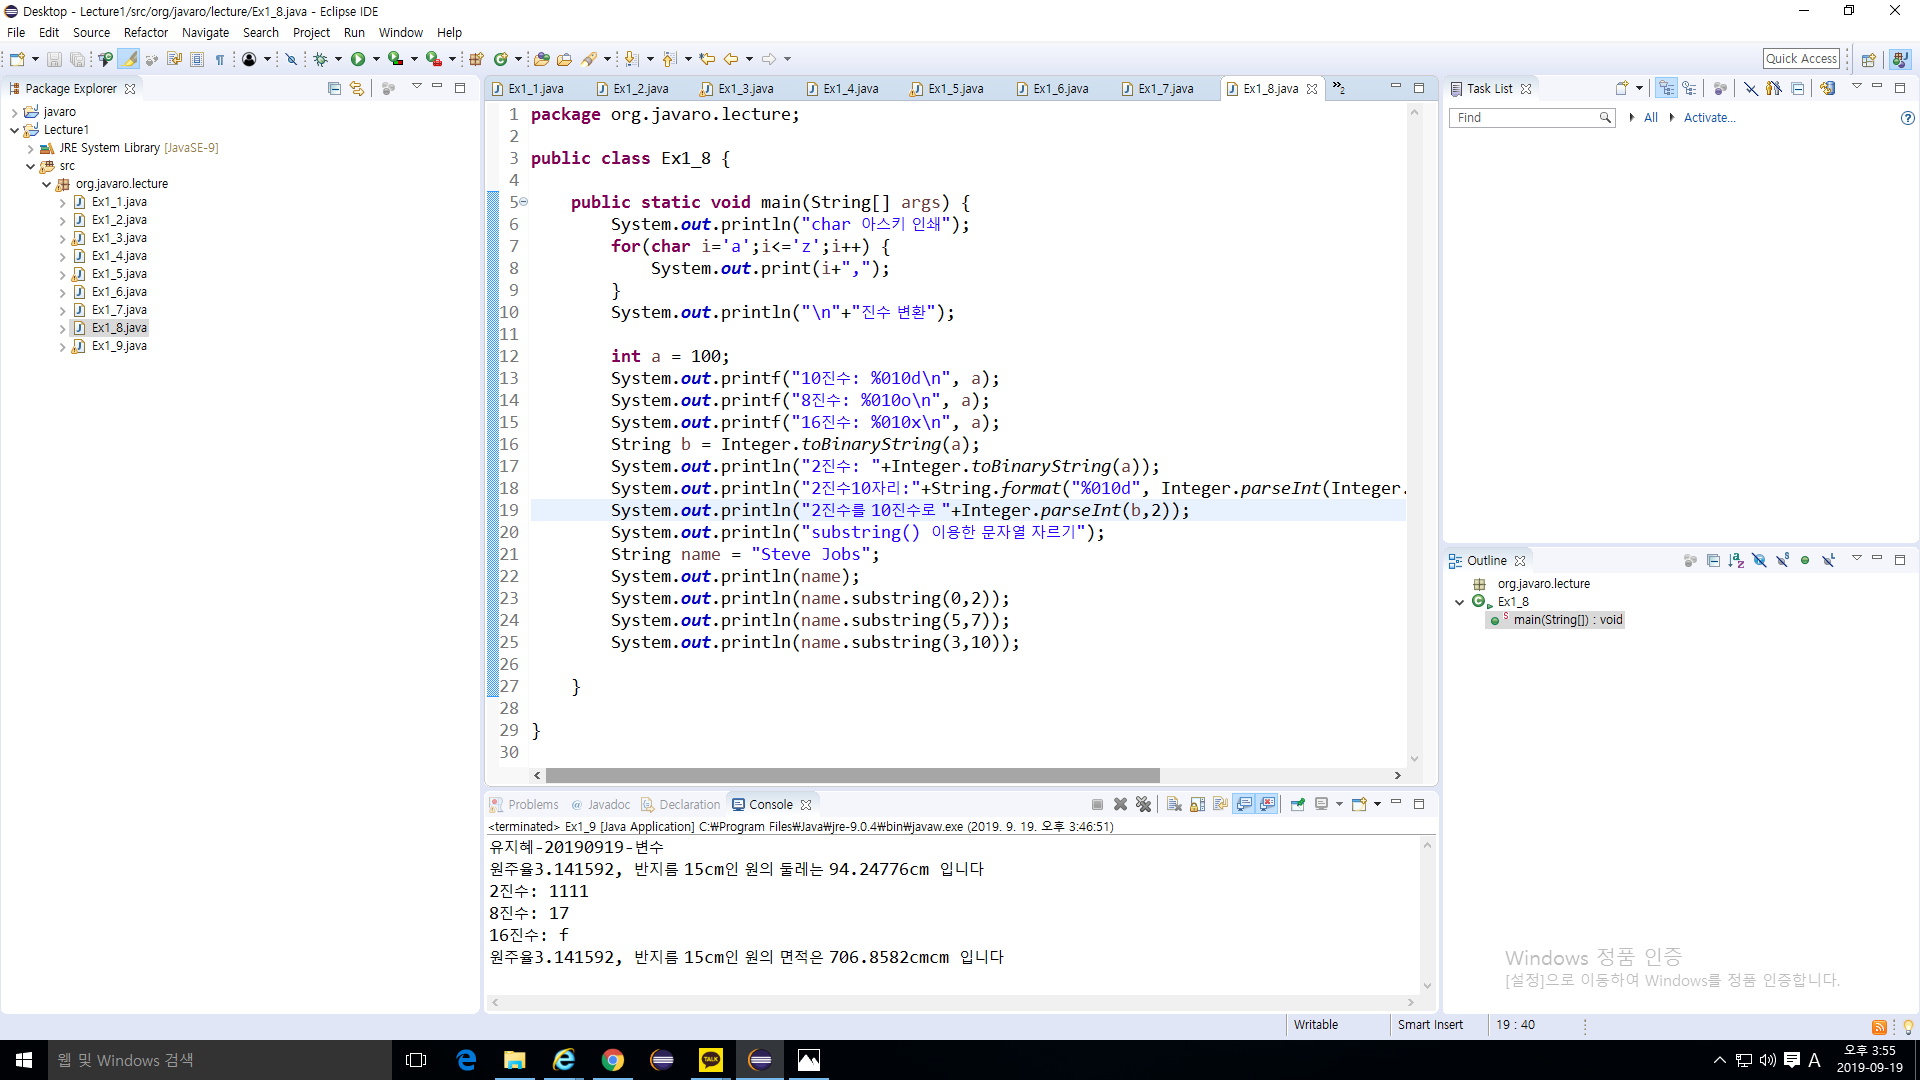 Desktop - Lecture1/src/org/javaro/lecture/Ex1_8.java - Eclipse IDE
File Edit Source Refactor Navigate Search Project Run Window Help
Quick Access
Package Explorer
javaro
Lecture1
JRE System Library [JavaSE-9]
src
org.javaro.lecture
Ex1_1.java
Ex1_2.java
Ex1_3.java
Ex1_4.java
Ex1_5.java
Ex1_6.java
Ex1_7.java
Ex1_8.java
Ex1_9.java
Ex1_1.java Ex1_2.java Ex1_3.java Ex1_4.java Ex1_5.java Ex1_6.java Ex1_7.java Ex1_8.java »2
1 package org.javaro.lecture;
2
3 public class Ex1_8 {
4
5 public static void main(String[] args) {
6 System.out.println("char 아스키 인쇄");
7 for(char i='a';i<='z';i++) {
8 System.out.print(i+",");
9 }
10 System.out.println("\n"+"진수 변환");
11
12 int a = 100;
13 System.out.printf("10진수: %010d\n", a);
14 System.out.printf("8진수: %010o\n", a);
15 System.out.printf("16진수: %010x\n", a);
16 String b = Integer.toBinaryString(a);
17 System.out.println("2진수: "+Integer.toBinaryString(a));
18 System.out.println("2진수10자리:"+String.format("%010d", Integer.parseInt(Integer.
19 System.out.println("2진수를 10진수로 "+Integer.parseInt(b,2));
20 System.out.println("substring() 이용한 문자열 자르기");
21 String name = "Steve Jobs";
22 System.out.println(name);
23 System.out.println(name.substring(0,2));
24 System.out.println(name.substring(5,7));
25 System.out.println(name.substring(3,10));
26
27 }
28
29 }
30
Problems @ Javadoc Declaration Console
<terminated> Ex1_9 [Java Application] C:₩Program Files₩Java₩jre-9.0.4₩bin₩javaw.exe (2019. 9. 19. 오후 3:46:51)
유지혜-20190919-변수
원주율3.141592, 반지름 15cm인 원의 둘레는 94.24776cm 입니다
2진수: 1111
8진수: 17
16진수: f
원주율3.141592, 반지름 15cm인 원의 면적은 706.8582cmcm 입니다
Task List
Find All Activate...
Outline
org.javaro.lecture
Ex1_8
main(String[]) : void
Windows 정품 인증
[설정]으로 이동하여 Windows를 정품 인증합니다.
Writable Smart Insert 19 : 40
웹 및 Windows 검색
TALK
A
오후 3:55
2019-09-19